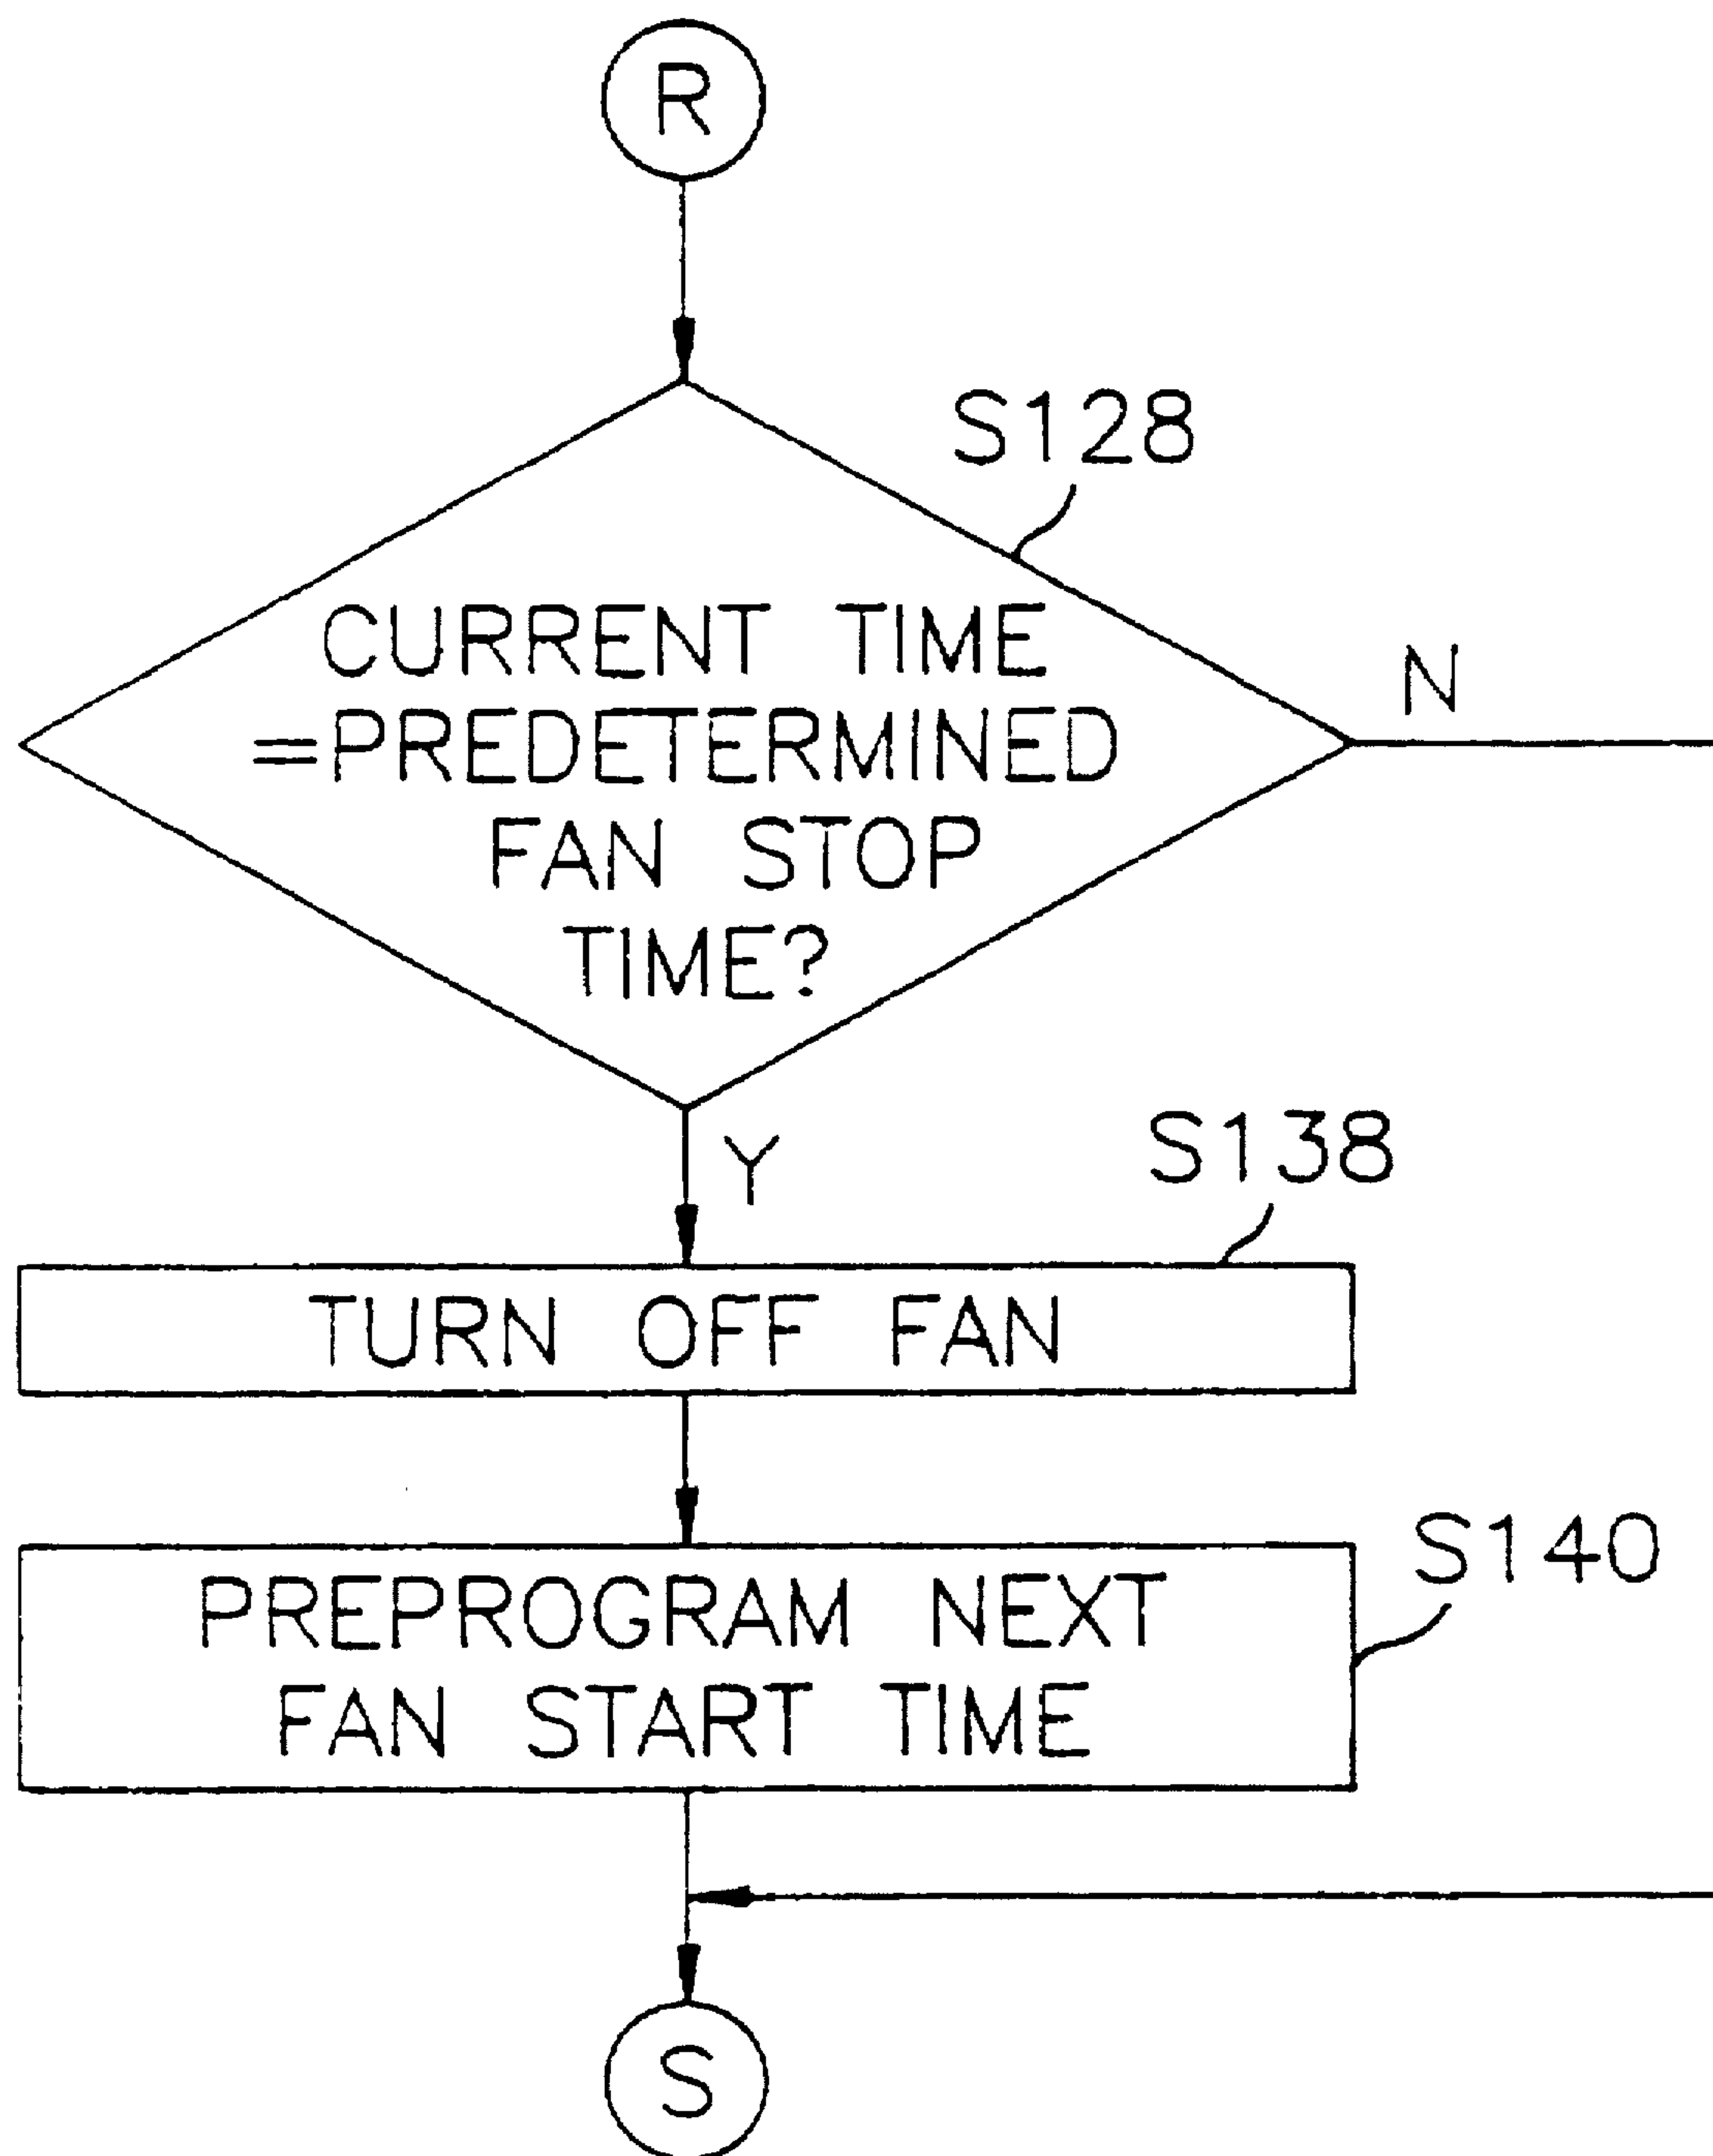 R
S128
CURRENT TIME
=PREDETERMINED
FAN STOP
TIME?
N
Y
S138
TURN OFF FAN
S140
PREPROGRAM NEXT
FAN START TIME
S